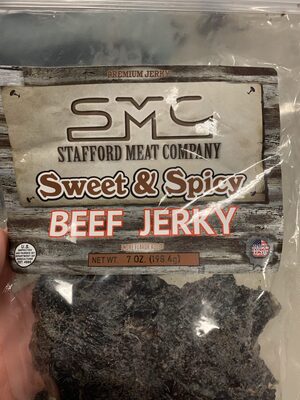 PREMIUM JERKY
SMC
STAFFORD MEAT COMPANY
Sweet & Spicy
BEEF JERKY
NET WT. 7 OZ. (198.4g)
U.S.